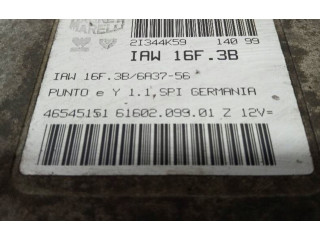 MARELLI
2I344K59 140 99
IAW 16F.3B
IAW 16F.3B/6A37-56
PUNTO e Y 1.1,SPI GERMANIA
46545151 61602.099.01 Z 12V=